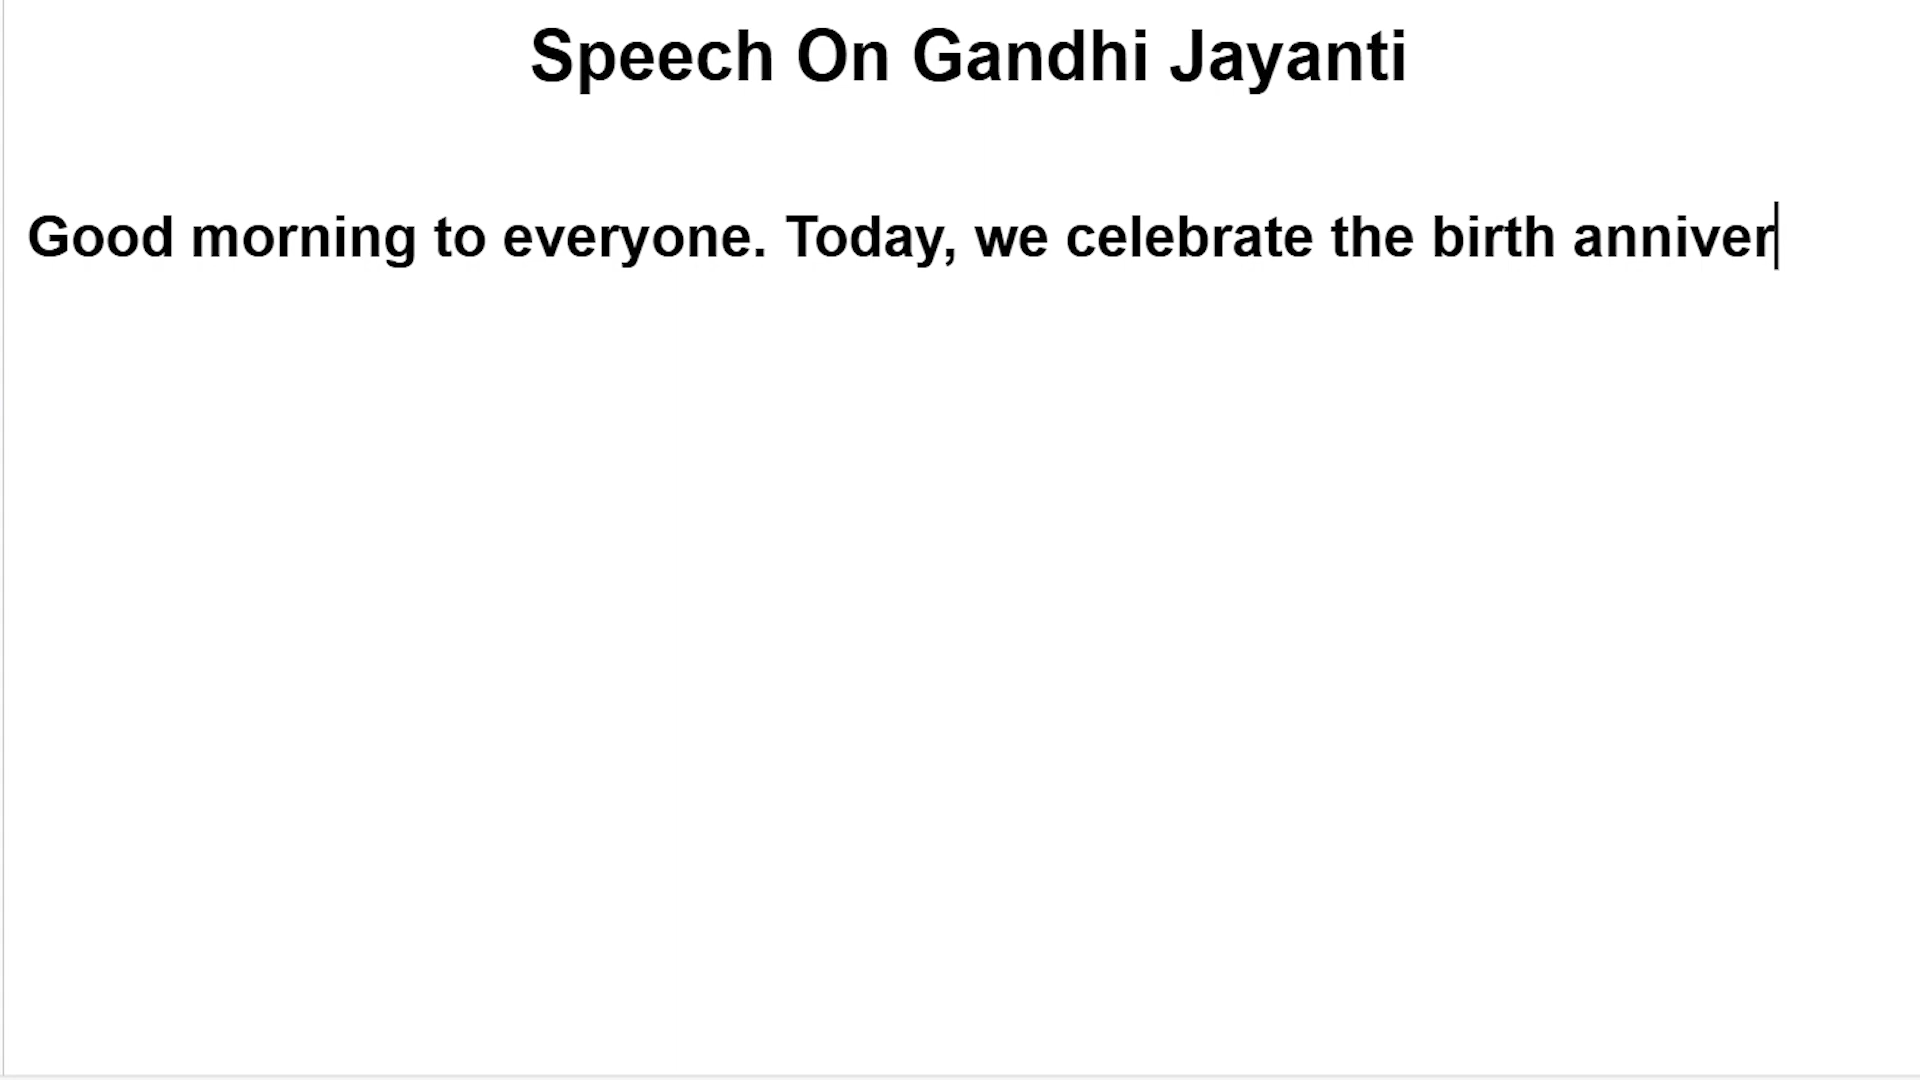 Speech On Gandhi Jayanti
Good morning to everyone. Today, we celebrate the birth anniver